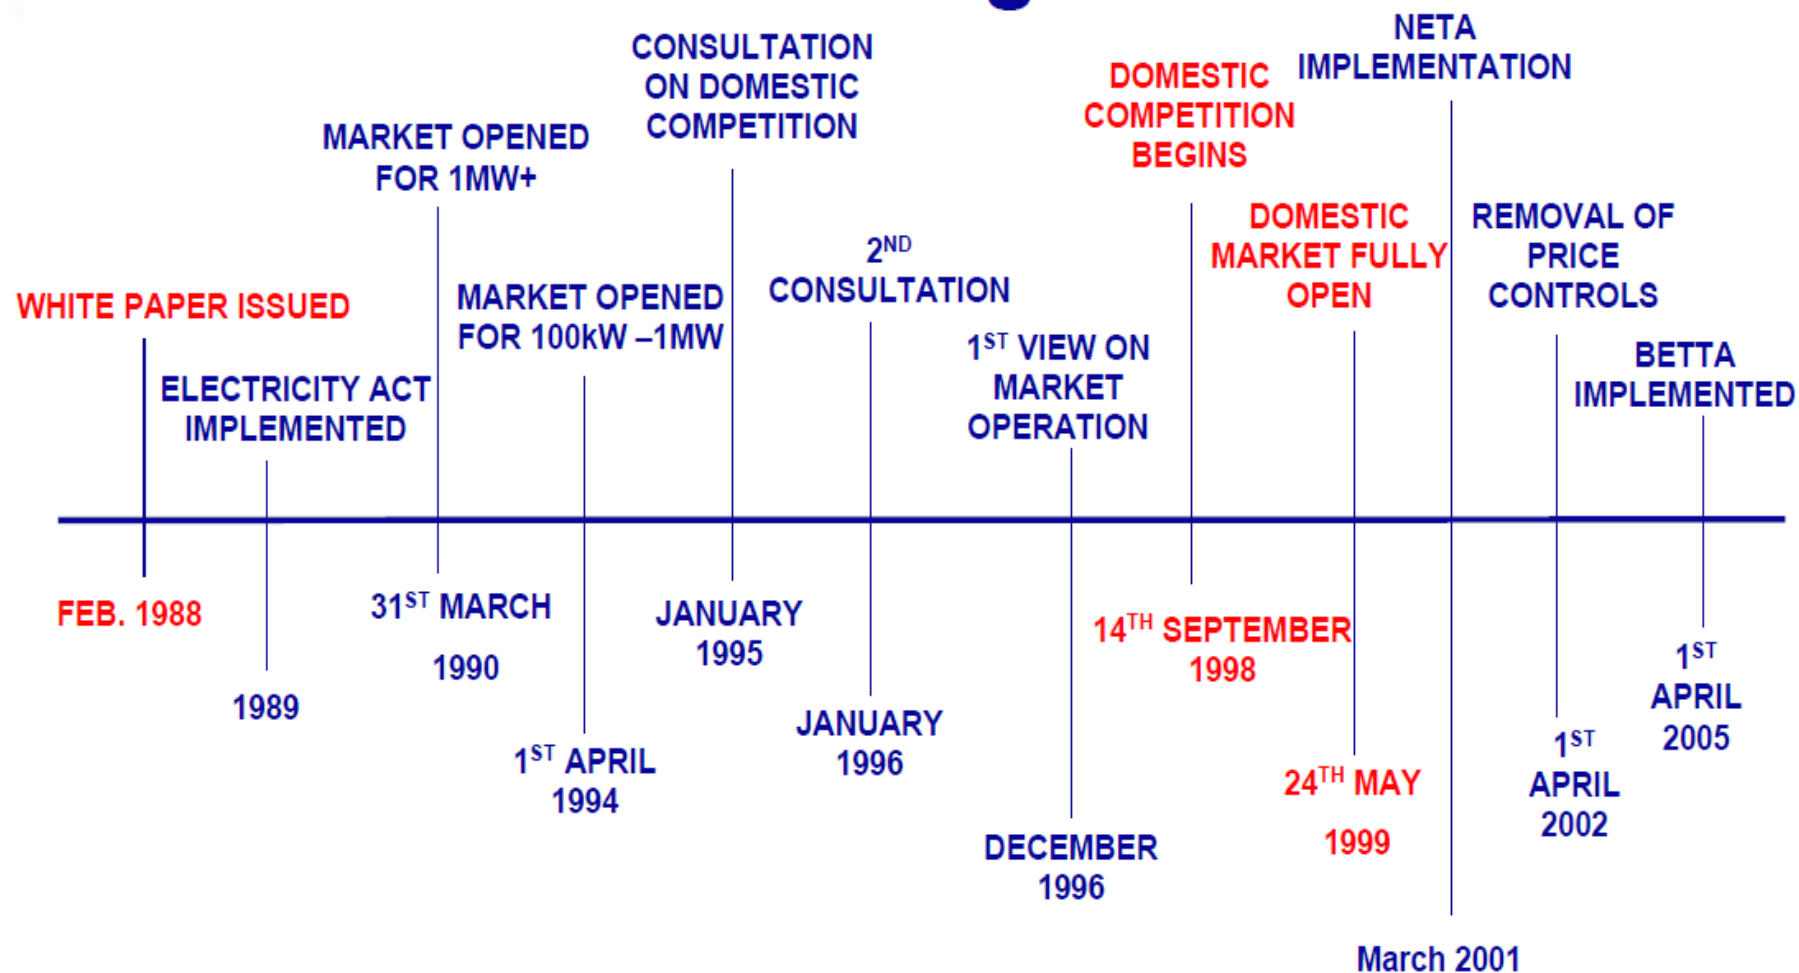 WHITE PAPER ISSUED
FEB. 1988
ELECTRICITY ACT
IMPLEMENTED
1989
MARKET OPENED
FOR 1MW+
31ST MARCH
1990
MARKET OPENED
FOR 100kW –1MW
1ST APRIL
1994
CONSULTATION
ON DOMESTIC
COMPETITION
JANUARY
1995
2ND
CONSULTATION
JANUARY
1996
1ST VIEW ON
MARKET
OPERATION
DECEMBER
1996
DOMESTIC
COMPETITION
BEGINS
14TH SEPTEMBER
1998
DOMESTIC
MARKET FULLY
OPEN
24TH MAY
1999
NETA
IMPLEMENTATION
March 2001
REMOVAL OF
PRICE
CONTROLS
1ST
APRIL
2002
BETTA
IMPLEMENTED
1ST
APRIL
2005